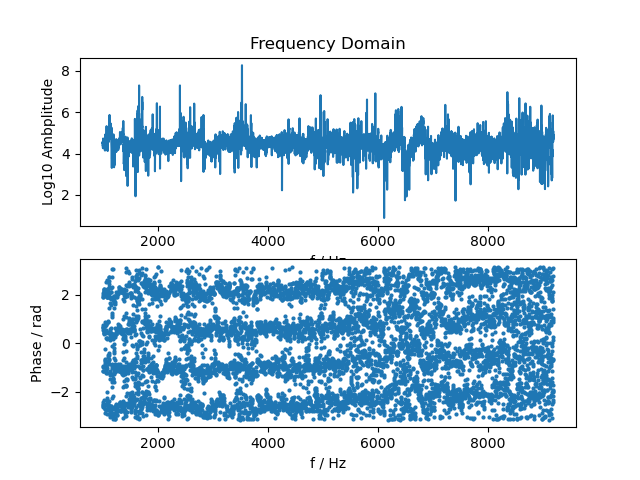 Frequency Domain
Log10 Ambplitude
8
6
4
2
2000 4000 6000 8000
f / Hz
Phase / rad
2
0
−2
2000 4000 6000 8000
f / Hz